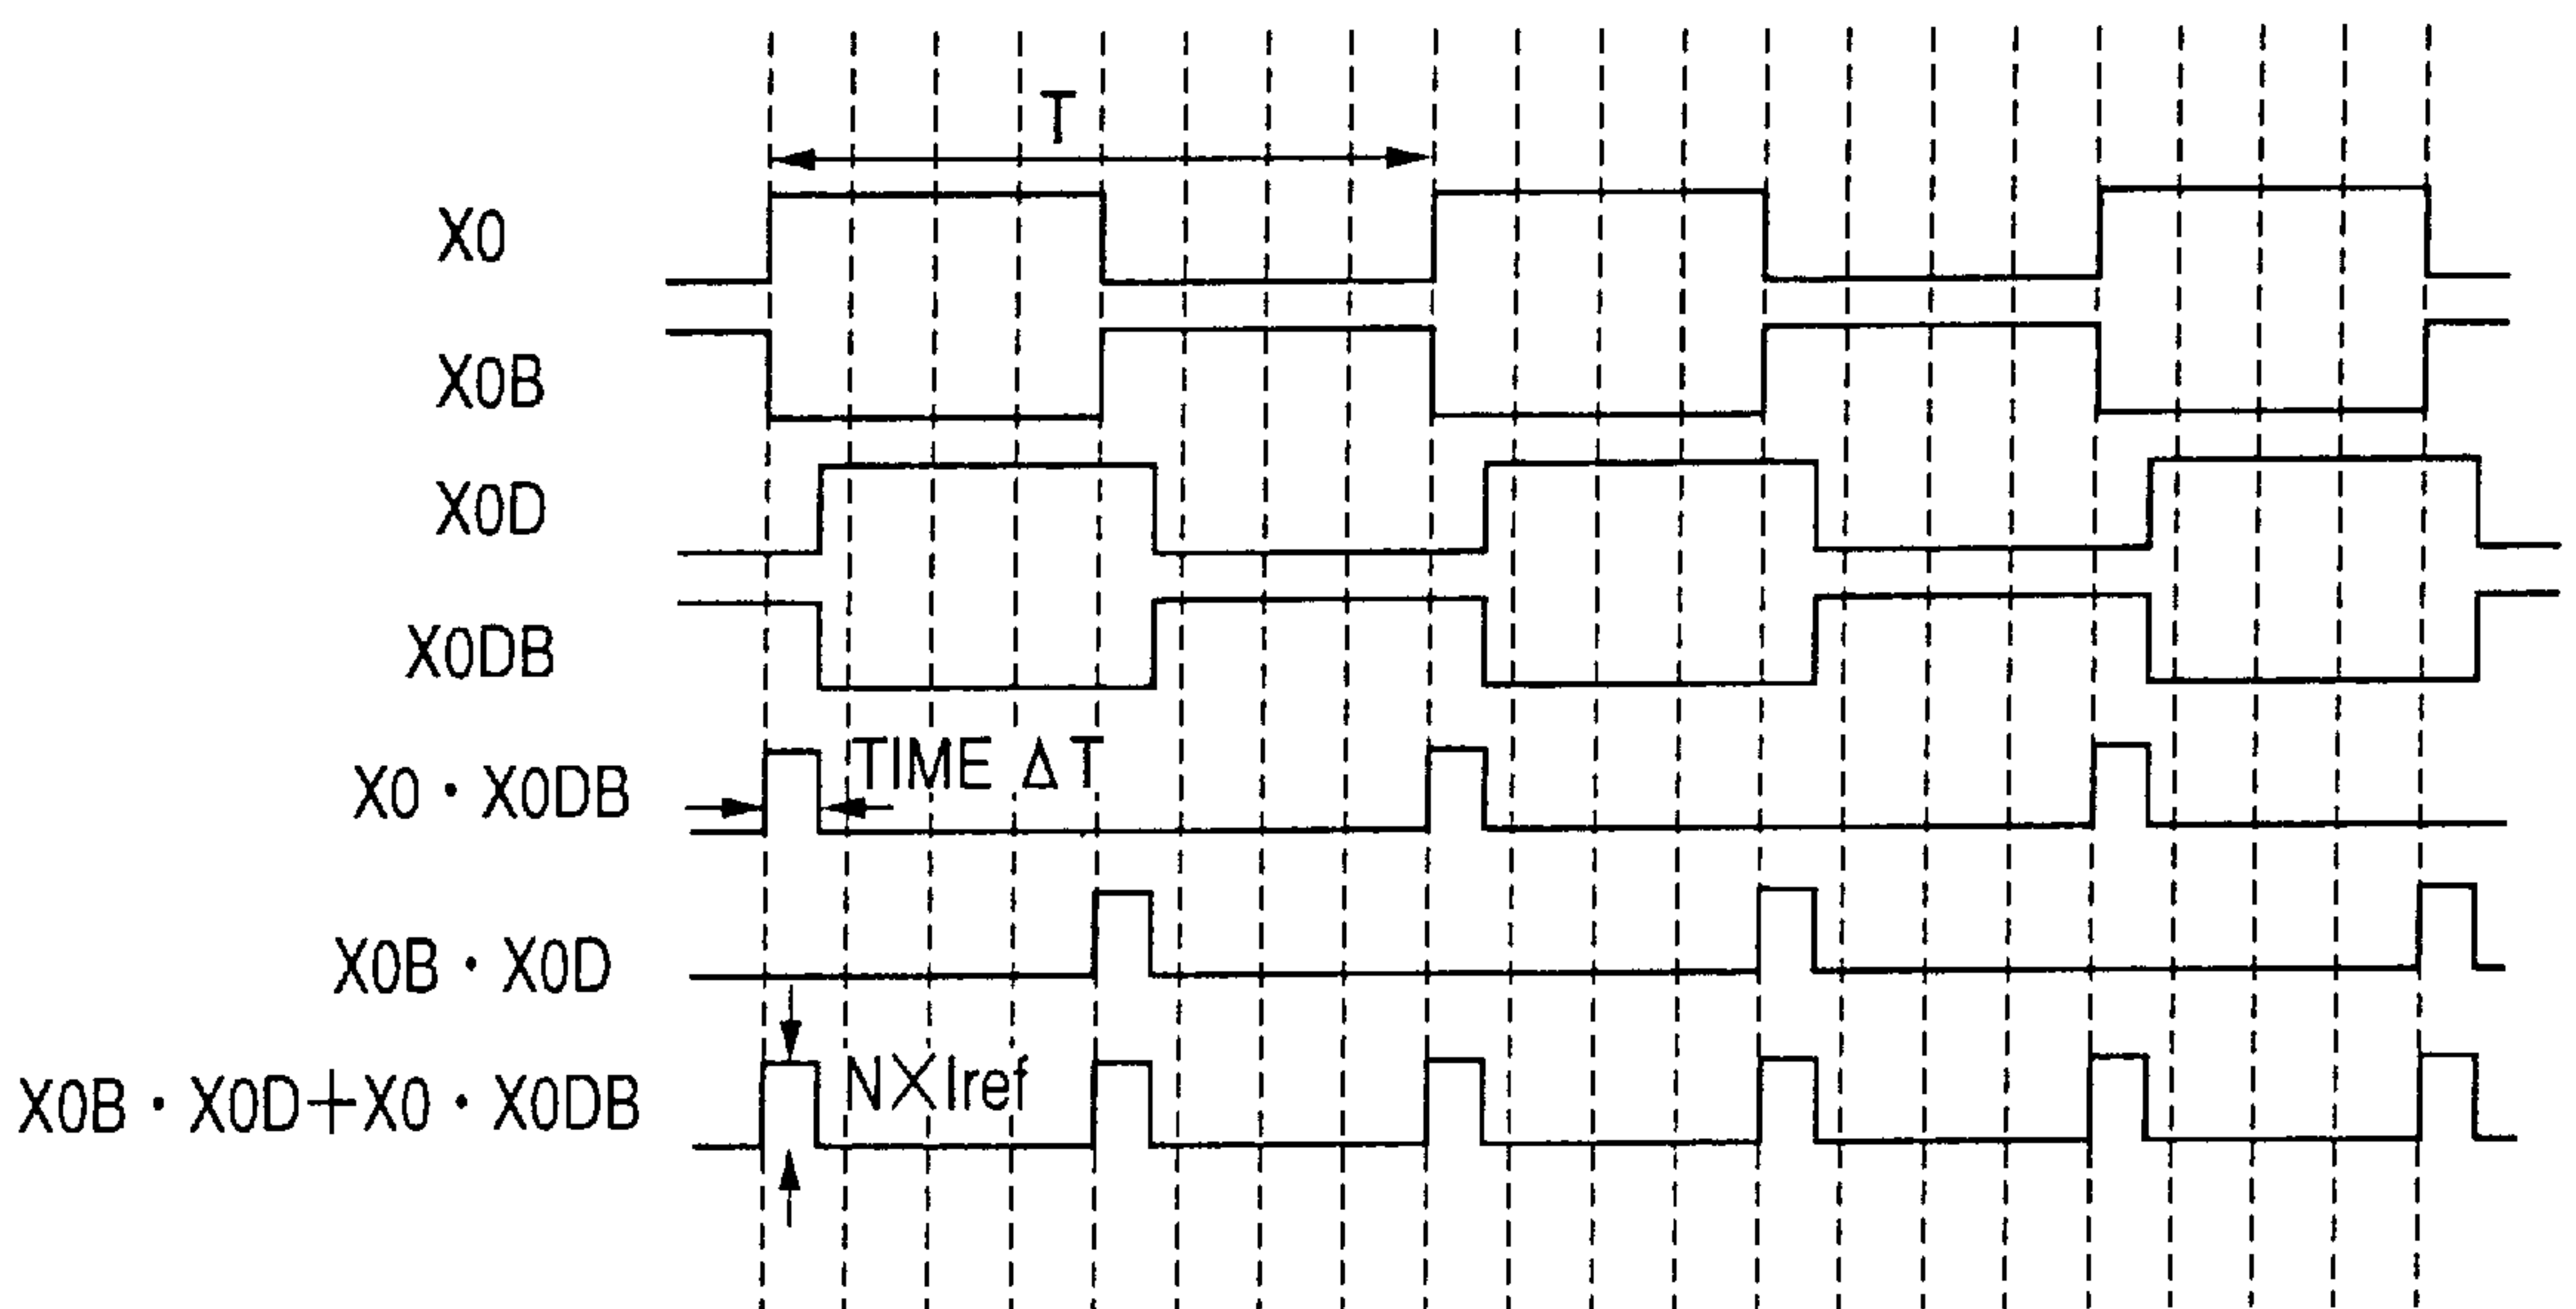 T
X0
X0B
X0D
X0DB
X0・X0DB
TIME ΔT
X0B・X0D
X0B・X0D+X0・X0DB
N×Iref